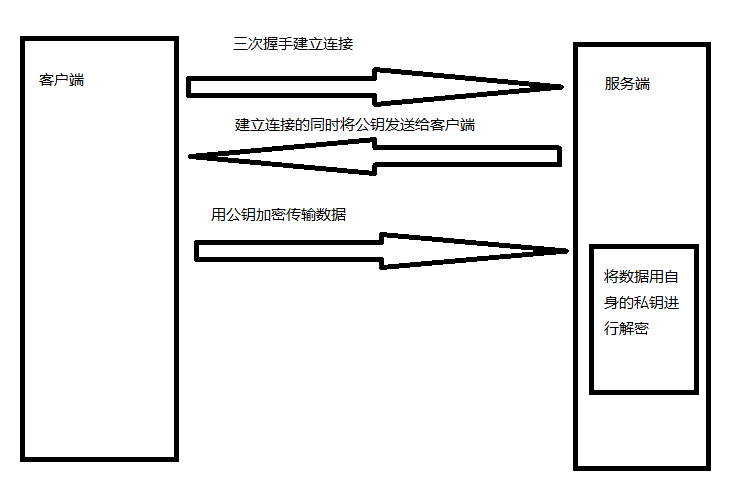 三次握手建立连接
客户端
服务端
建立连接的同时将公钥发送给客户端
用公钥加密传输数据
将数据用自
身的私钥进
行解密